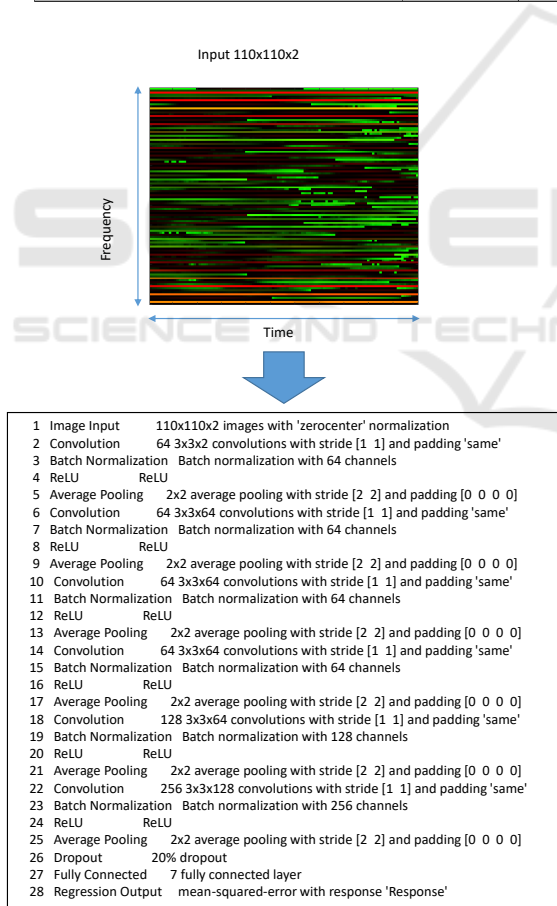 Input 110x110x2
Frequency
Time
SCIENCE AND TECHN
1 Image Input 110x110x2 images with 'zerocenter' normalization
2 Convolution 64 3x3x2 convolutions with stride [1 1] and padding 'same'
3 Batch Normalization Batch normalization with 64 channels
4 ReLU ReLU
5 Average Pooling 2x2 average pooling with stride [2 2] and padding [0 0 0 0]
6 Convolution 64 3x3x64 convolutions with stride [1 1] and padding 'same'
7 Batch Normalization Batch normalization with 64 channels
8 ReLU ReLU
9 Average Pooling 2x2 average pooling with stride [2 2] and padding [0 0 0 0]
10 Convolution 64 3x3x64 convolutions with stride [1 1] and padding 'same'
11 Batch Normalization Batch normalization with 64 channels
12 ReLU ReLU
13 Average Pooling 2x2 average pooling with stride [2 2] and padding [0 0 0 0]
14 Convolution 64 3x3x64 convolutions with stride [1 1] and padding 'same'
15 Batch Normalization Batch normalization with 64 channels
16 ReLU ReLU
17 Average Pooling 2x2 average pooling with stride [2 2] and padding [0 0 0 0]
18 Convolution 128 3x3x64 convolutions with stride [1 1] and padding 'same'
19 Batch Normalization Batch normalization with 128 channels
20 ReLU ReLU
21 Average Pooling 2x2 average pooling with stride [2 2] and padding [0 0 0 0]
22 Convolution 256 3x3x128 convolutions with stride [1 1] and padding 'same'
23 Batch Normalization Batch normalization with 256 channels
24 ReLU ReLU
25 Average Pooling 2x2 average pooling with stride [2 2] and padding [0 0 0 0]
26 Dropout 20% dropout
27 Fully Connected 7 fully connected layer
28 Regression Output mean-squared-error with response 'Response'